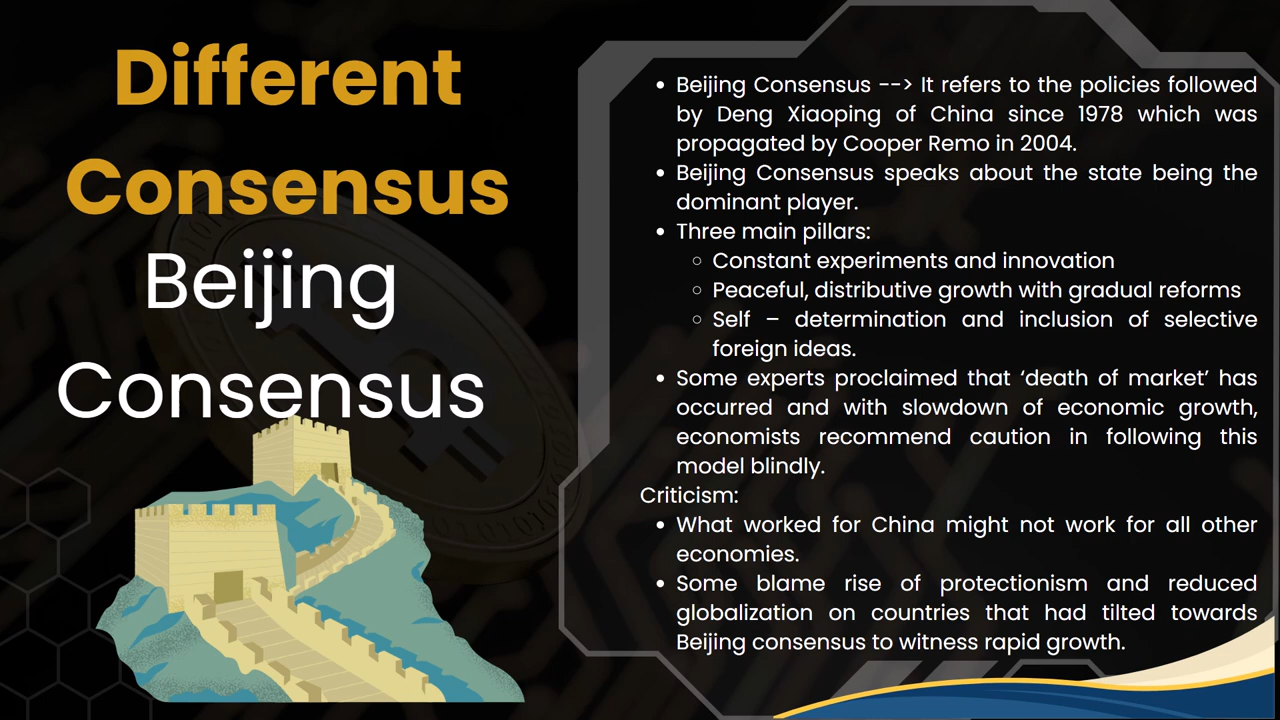 Different
Consensus
Beijing
Consensus
• Beijing Consensus --> It refers to the policies followed
by Deng Xiaoping of China since 1978 which was
propagated by Cooper Remo in 2004.
• Beijing Consensus speaks about the state being the
dominant player.
• Three main pillars:
○ Constant experiments and innovation
○ Peaceful, distributive growth with gradual reforms
○ Self – determination and inclusion of selective
foreign ideas.
• Some experts proclaimed that ‘death of market’ has
occurred and with slowdown of economic growth,
economists recommend caution in following this
model blindly.
Criticism:
• What worked for China might not work for all other
economies.
• Some blame rise of protectionism and reduced
globalization on countries that had tilted towards
Beijing consensus to witness rapid growth.